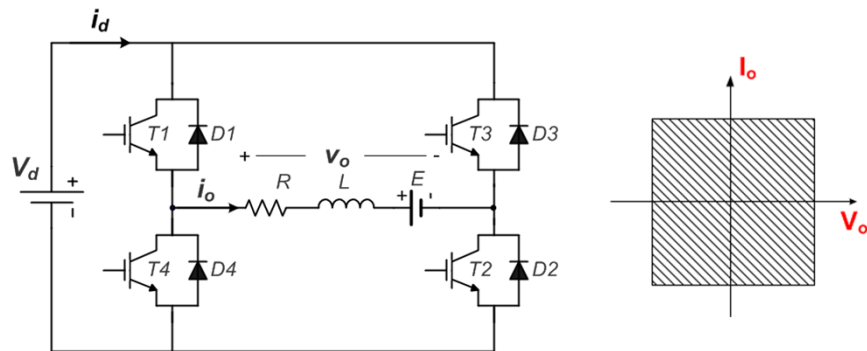 i_d
T1 D1 T3 D3
V_d + -
+ v_o -
i_o R L E + -
T4 D4 T2 D2
I_o
V_o